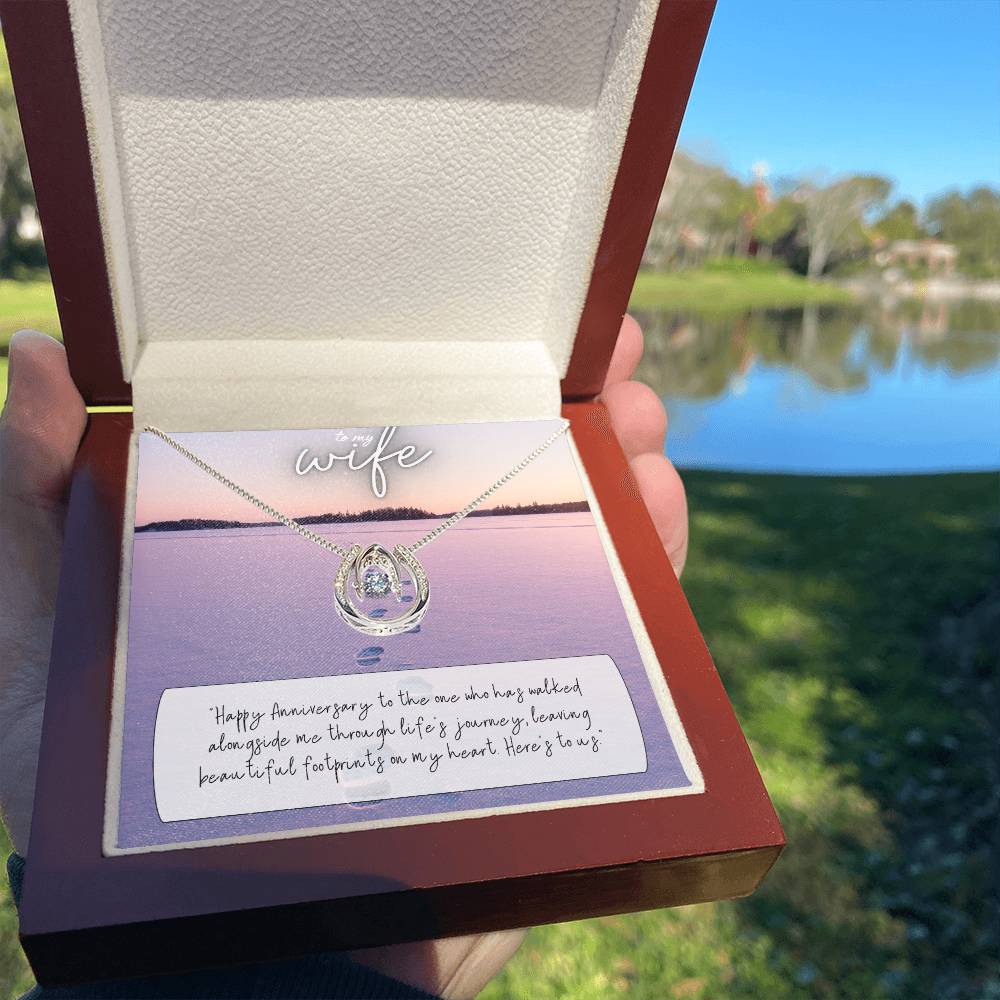 to my
wife
"Happy Anniversary to the one who has walked
alongside me through life's journey, leaving
beautiful footprints on my heart. Here's to us."